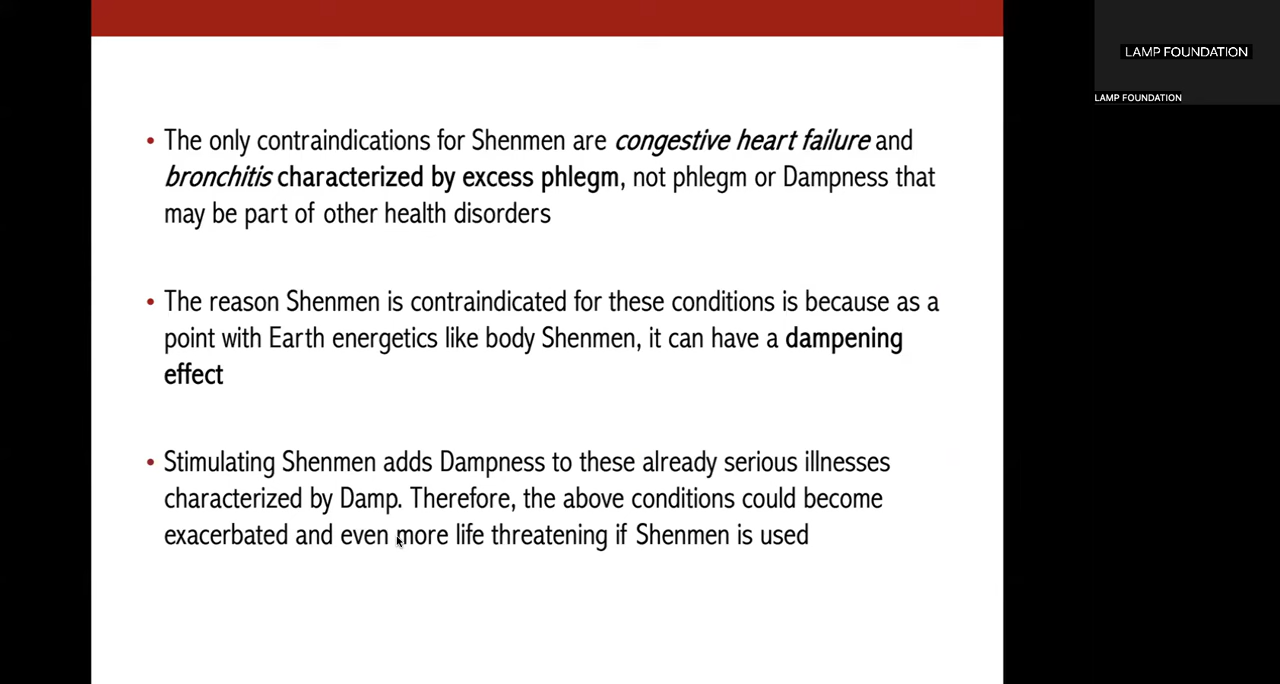 LAMP FOUNDATION
LAMP FOUNDATION
• The only contraindications for Shenmen are congestive heart failure and
bronchitis characterized by excess phlegm, not phlegm or Dampness that
may be part of other health disorders
• The reason Shenmen is contraindicated for these conditions is because as a
point with Earth energetics like body Shenmen, it can have a dampening
effect
• Stimulating Shenmen adds Dampness to these already serious illnesses
characterized by Damp. Therefore, the above conditions could become
exacerbated and even more life threatening if Shenmen is used